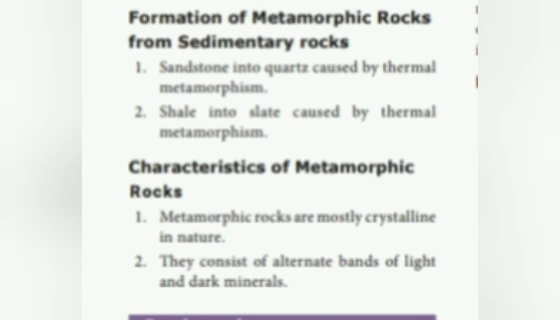 Formation of Metamorphic Rocks
from Sedimentary rocks
1. Sandstone into quartz caused by thermal
metamorphism.
2. Shale into slate caused by thermal
metamorphism.
Characteristics of Metamorphic
Rocks
1. Metamorphic rocks are mostly crystalline
in nature.
2. They consist of alternate bands of light
and dark minerals.